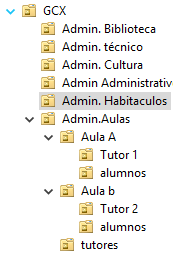 GCX
Admin. Biblioteca
Admin. técnico
Admin. Cultura
Admin Administrativ
Admin. Habitaculos
Admin.Aulas
Aula A
Tutor 1
alumnos
Aula b
Tutor 2
alumnos
tutores